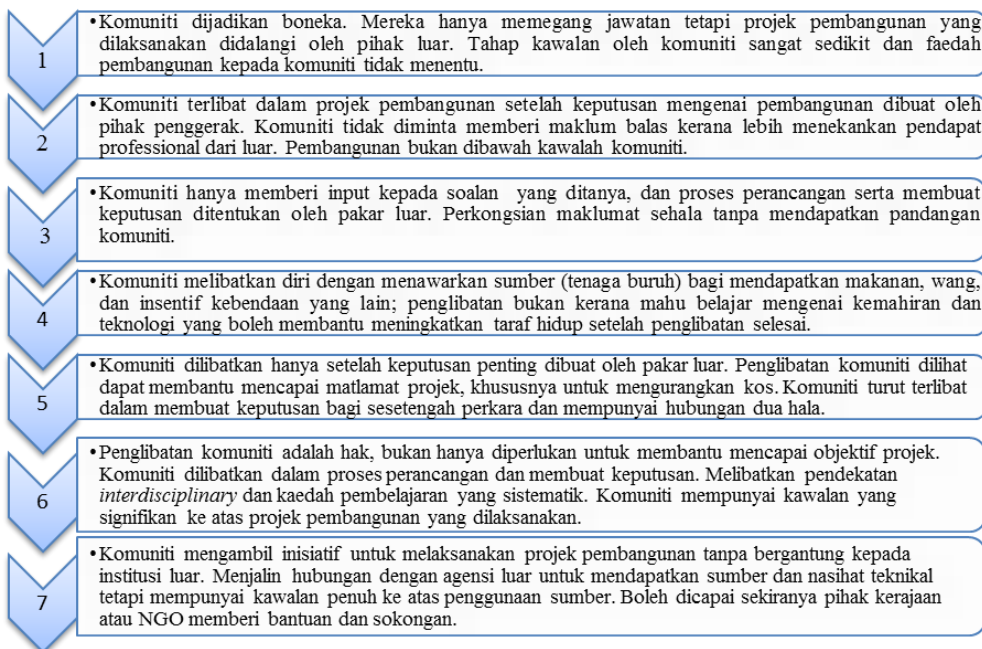 1
•Komuniti dijadikan boneka. Mereka hanya memegang jawatan tetapi projek pembangunan yang
dilaksanakan didalangi oleh pihak luar. Tahap kawalan oleh komuniti sangat sedikit dan faedah
pembangunan kepada komuniti tidak menentu.
2
•Komuniti terlibat dalam projek pembangunan setelah keputusan mengenai pembangunan dibuat oleh
pihak penggerak. Komuniti tidak diminta memberi maklum balas kerana lebih menekankan pendapat
professional dari luar. Pembangunan bukan dibawah kawalah komuniti.
3
•Komuniti hanya memberi input kepada soalan yang ditanya, dan proses perancangan serta membuat
keputusan ditentukan oleh pakar luar. Perkongsian maklumat sehala tanpa mendapatkan pandangan
komuniti.
4
•Komuniti melibatkan diri dengan menawarkan sumber (tenaga buruh) bagi mendapatkan makanan, wang,
dan insentif kebendaan yang lain; penglibatan bukan kerana mahu belajar mengenai kemahiran dan
teknologi yang boleh membantu meningkatkan taraf hidup setelah penglibatan selesai.
5
•Komuniti dilibatkan hanya setelah keputusan penting dibuat oleh pakar luar. Penglibatan komuniti dilihat
dapat membantu mencapai matlamat projek, khususnya untuk mengurangkan kos. Komuniti turut terlibat
dalam membuat keputusan bagi sesetengah perkara dan mempunyai hubungan dua hala.
6
•Penglibatan komuniti adalah hak, bukan hanya diperlukan untuk membantu mencapai objektif projek.
Komuniti dilibatkan dalam proses perancangan dan membuat keputusan. Melibatkan pendekatan
interdisciplinary dan kaedah pembelajaran yang sistematik. Komuniti mempunyai kawalan yang
signifikan ke atas projek pembangunan yang dilaksanakan.
7
•Komuniti mengambil inisiatif untuk melaksanakan projek pembangunan tanpa bergantung kepada
institusi luar. Menjalin hubungan dengan agensi luar untuk mendapatkan sumber dan nasihat teknikal
tetapi mempunyai kawalan penuh ke atas penggunaan sumber. Boleh dicapai sekiranya pihak kerajaan
atau NGO memberi bantuan dan sokongan.